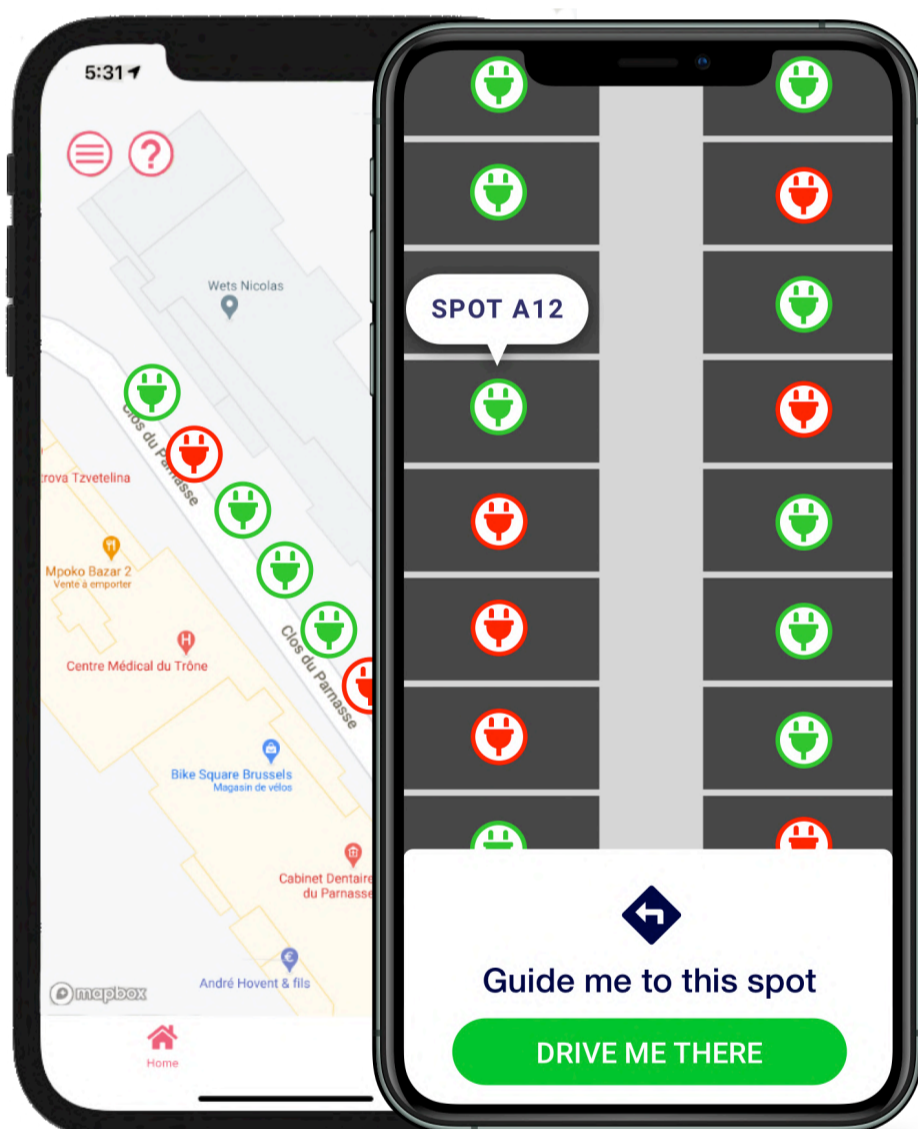 5:31
?
Wets Nicolas
Clos du Parnasse
trova Tzvetelina
Mpoko Bazar 2
Vente à emporter
Centre Médical du Trône
Clos du Parnasse
Bike Square Brussels
Magasin de vélos
Cabinet Dentaire
du Parnasse
André Hovent & fils
mapbox
Home
SPOT A12
Guide me to this spot
DRIVE ME THERE